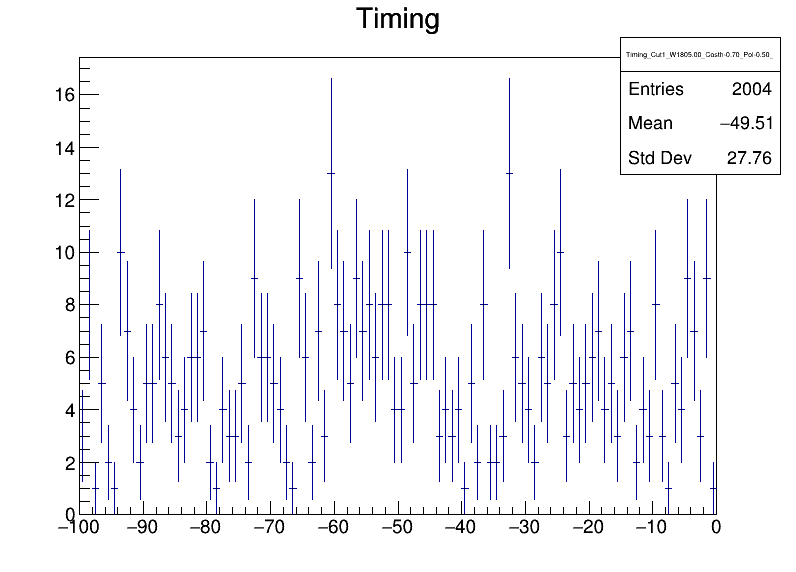 Timing
Timing_Cut1_W1805.00_Costh-0.70_Pol-0.50_
Entries 2004
Mean −49.51
Std Dev 27.76
16
14
12
10
8
6
4
2
0
−100 −90 −80 −70 −60 −50 −40 −30 −20 −10 0